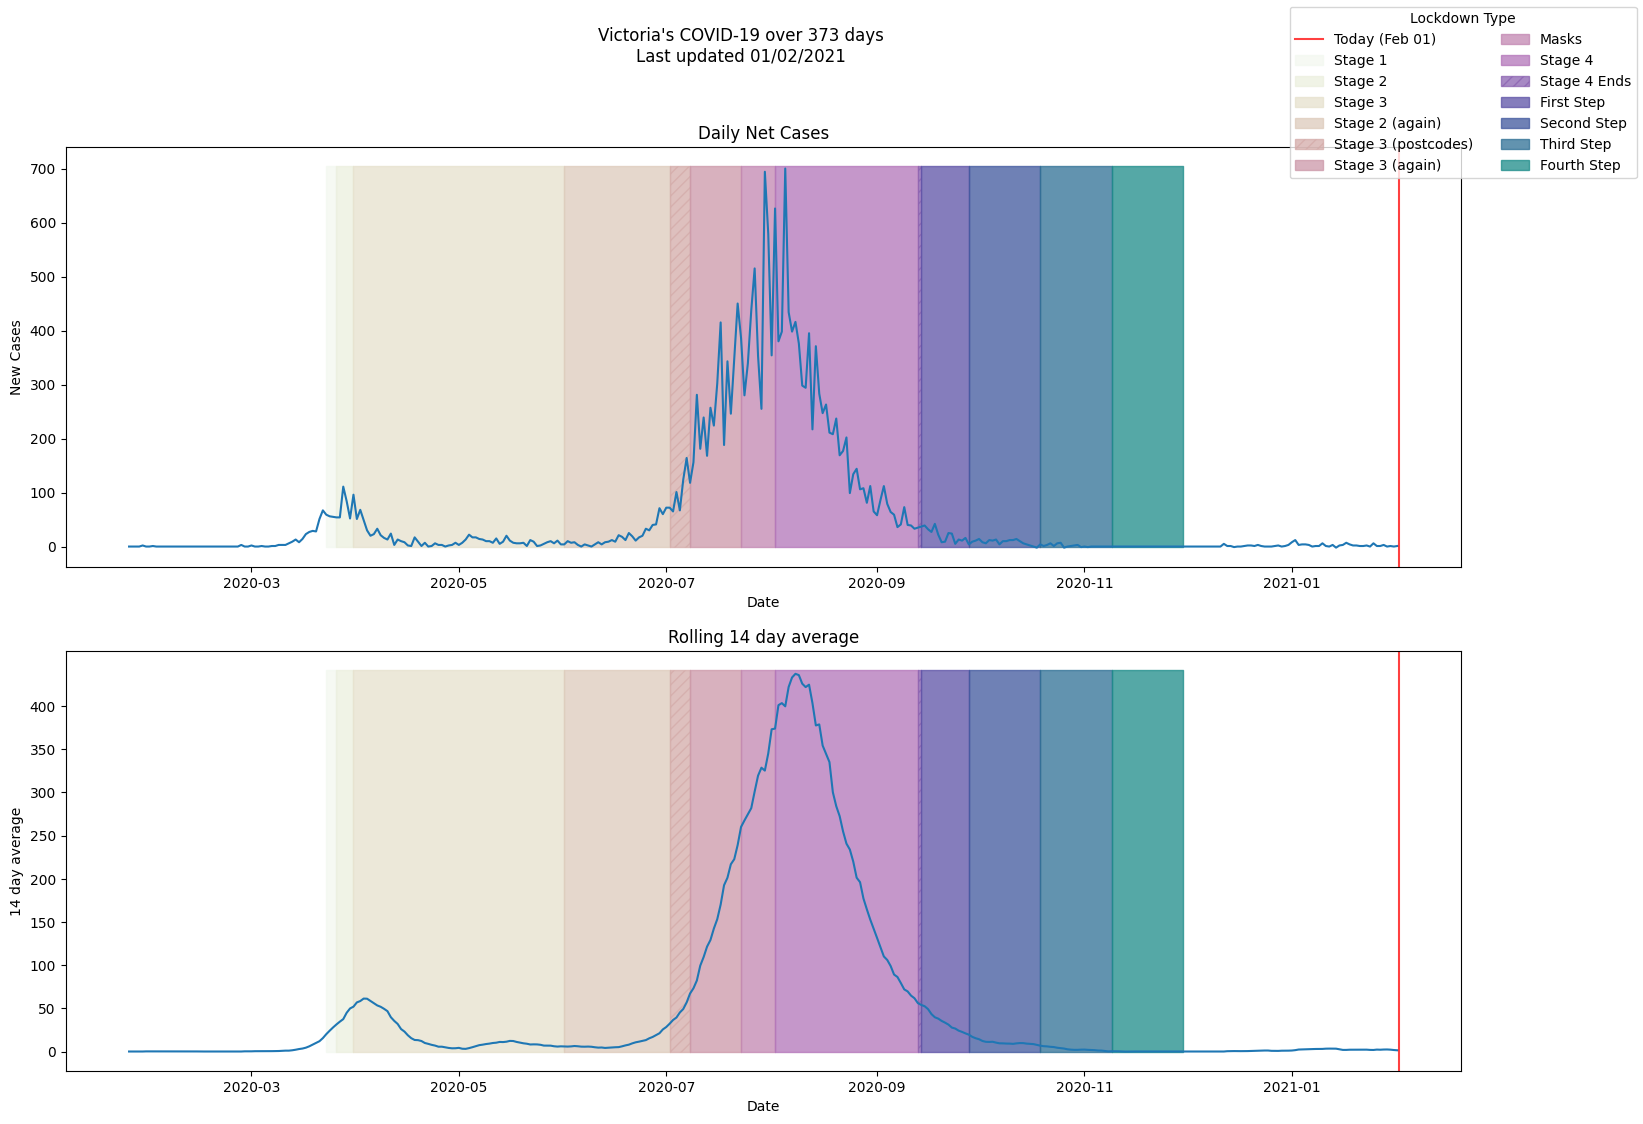 Victoria's COVID-19 over 373 days
Last updated 01/02/2021
Lockdown Type
Today (Feb 01)
Stage 1
Stage 2
Stage 3
Stage 2 (again)
Stage 3 (postcodes)
Stage 3 (again)
Masks
Stage 4
Stage 4 Ends
First Step
Second Step
Third Step
Fourth Step
Daily Net Cases
New Cases
700
600
500
400
300
200
100
0
2020-03 2020-05 2020-07 2020-09 2020-11 2021-01
Date
Rolling 14 day average
14 day average
400
350
300
250
200
150
100
50
0
2020-03 2020-05 2020-07 2020-09 2020-11 2021-01
Date